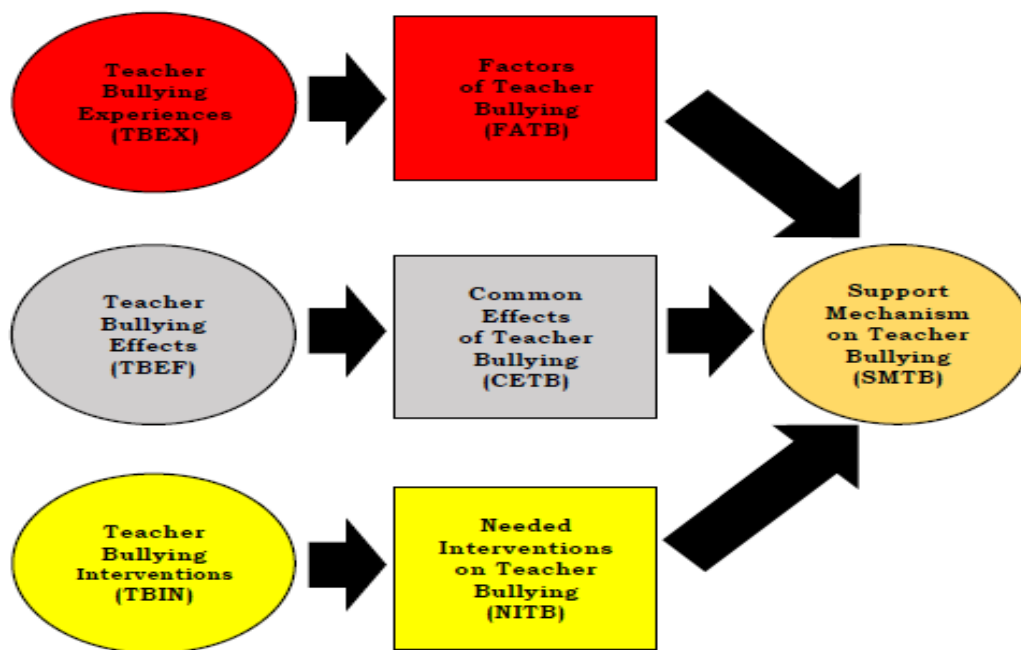 Teacher
Bullying
Experiences
(TBEX)
Factors
of Teacher
Bullying
(FATB)
Teacher
Bullying
Effects
(TBEF)
Common
Effects
of Teacher
Bullying
(CETB)
Support
Mechanism
on Teacher
Bullying
(SMTB)
Teacher
Bullying
Interventions
(TBIN)
Needed
Interventions
on Teacher
Bullying
(NITB)